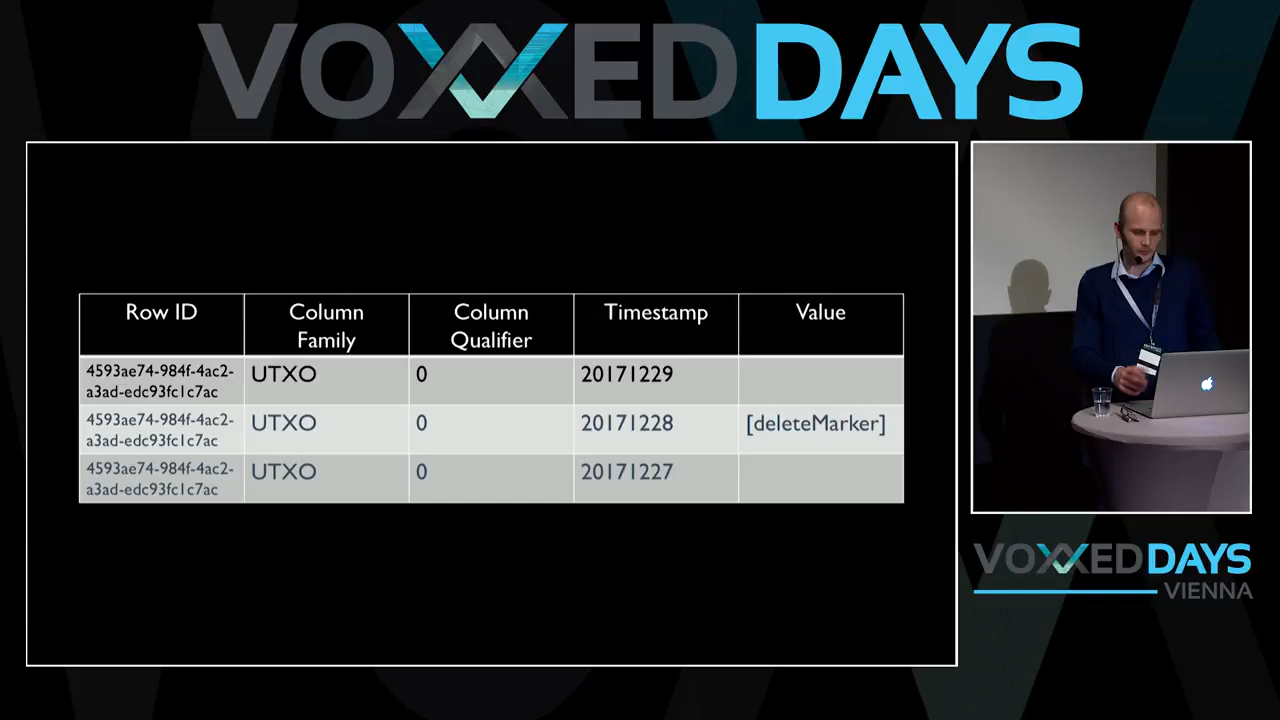 VOXXED DAYS
Row ID
Column
Family
Column
Qualifier
Timestamp
Value
4593ae74-984f-4ac2-
a3ad-edc93fc1c7ac
UTXO
0
20171229
4593ae74-984f-4ac2-
a3ad-edc93fc1c7ac
UTXO
0
20171228
[deleteMarker]
4593ae74-984f-4ac2-
a3ad-edc93fc1c7ac
UTXO
0
20171227
VOXXED DAYS
VIENNA